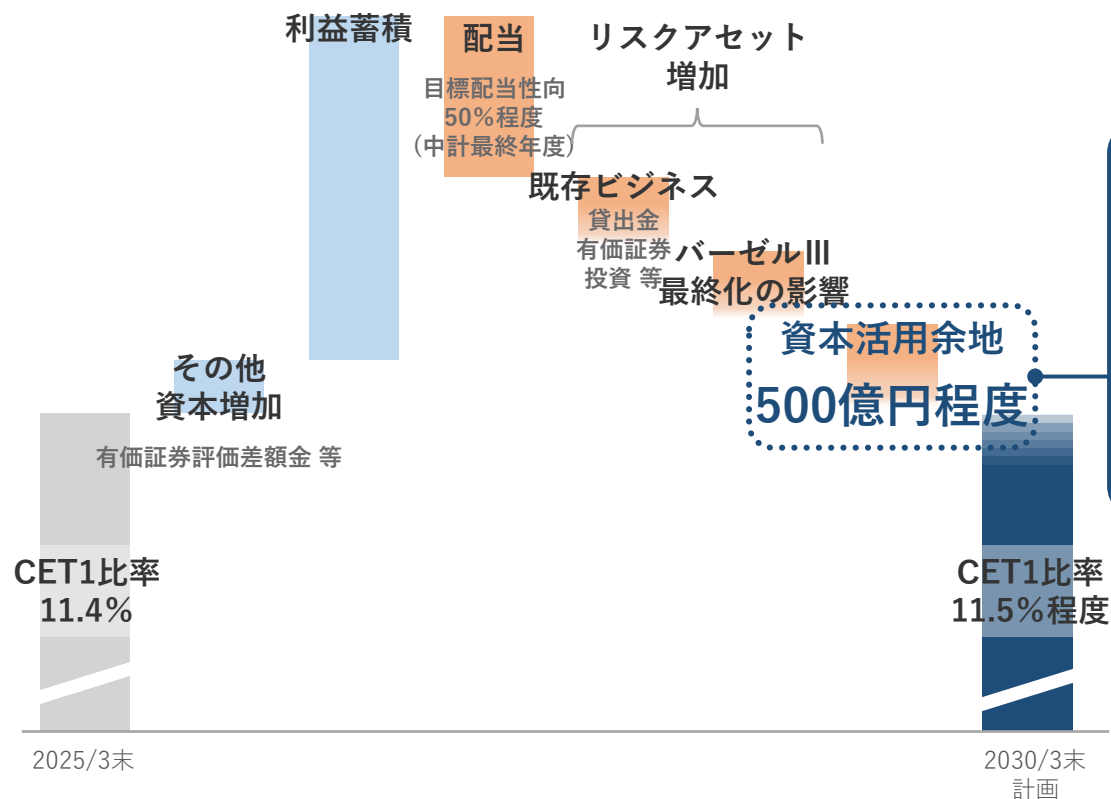 利益蓄積
配当
目標配当性向
50%程度
(中計最終年度)
リスクアセット
増加
既存ビジネス
貸出金
有価証券
投資 等
バーゼルⅢ
最終化の影響
資本活用余地
500億円程度
その他
資本増加
有価証券評価差額金 等
CET1比率
11.4%
CET1比率
11.5%程度
2025/3末
2030/3末
計画